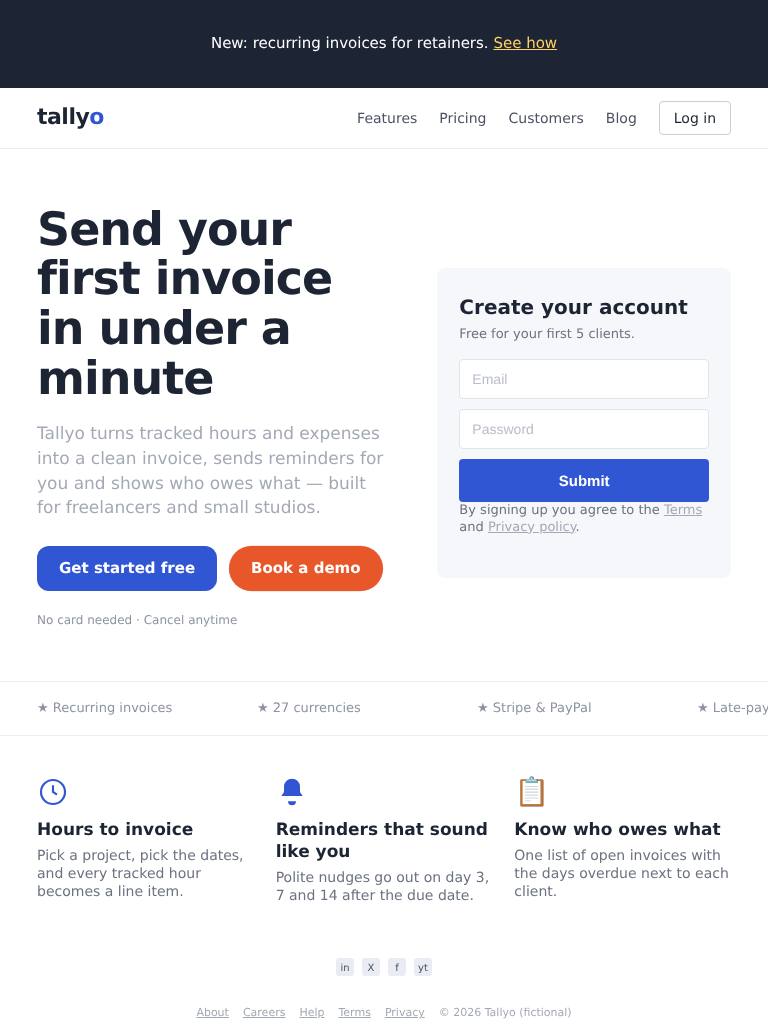 New: recurring invoices for retainers. See how
tallyo
Features Pricing Customers Blog Log in
Send your
first invoice
in under a
minute
Tallyo turns tracked hours and expenses
into a clean invoice, sends reminders for
you and shows who owes what — built
for freelancers and small studios.
Get started free Book a demo
No card needed · Cancel anytime
Create your account
Free for your first 5 clients.
Email
Password
Submit
By signing up you agree to the Terms
and Privacy policy.
★ Recurring invoices ★ 27 currencies ★ Stripe & PayPal ★ Late-pay
Hours to invoice
Pick a project, pick the dates,
and every tracked hour
becomes a line item.
Reminders that sound
like you
Polite nudges go out on day 3,
7 and 14 after the due date.
Know who owes what
One list of open invoices with
the days overdue next to each
client.
in X f yt
About Careers Help Terms Privacy © 2026 Tallyo (fictional)